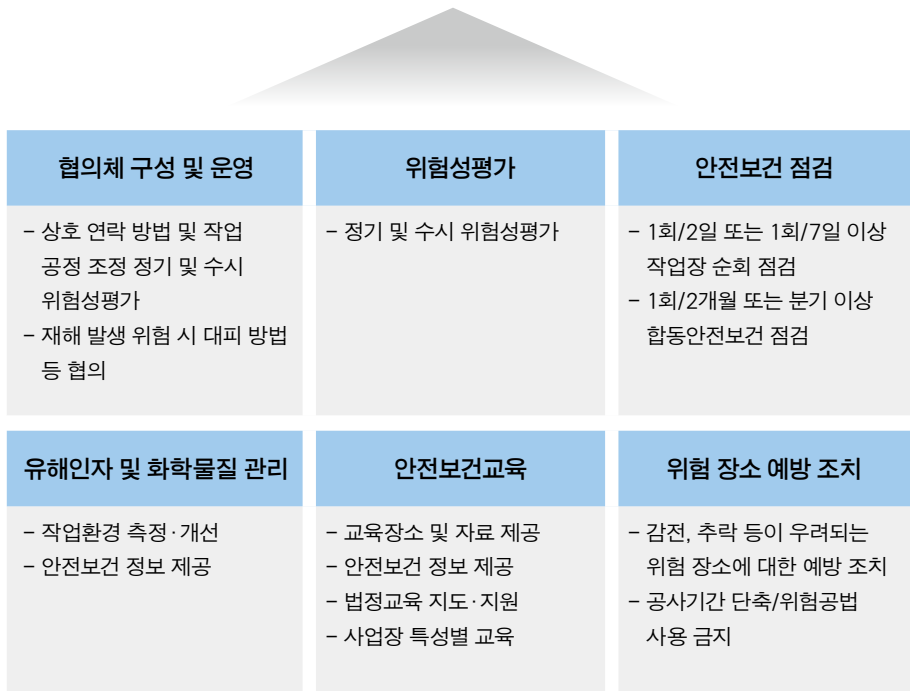 협의체 구성 및 운영
– 상호 연락 방법 및 작업
공정 조정 정기 및 수시
위험성평가
– 재해 발생 위험 시 대피 방법
등 협의
위험성평가
– 정기 및 수시 위험성평가
안전보건 점검
– 1회/2일 또는 1회/7일 이상
작업장 순회 점검
– 1회/2개월 또는 분기 이상
합동안전보건 점검
유해인자 및 화학물질 관리
– 작업환경 측정·개선
– 안전보건 정보 제공
안전보건교육
– 교육장소 및 자료 제공
– 안전보건 정보 제공
– 법정교육 지도·지원
– 사업장 특성별 교육
위험 장소 예방 조치
– 감전, 추락 등이 우려되는
위험 장소에 대한 예방 조치
– 공사기간 단축/위험공법
사용 금지